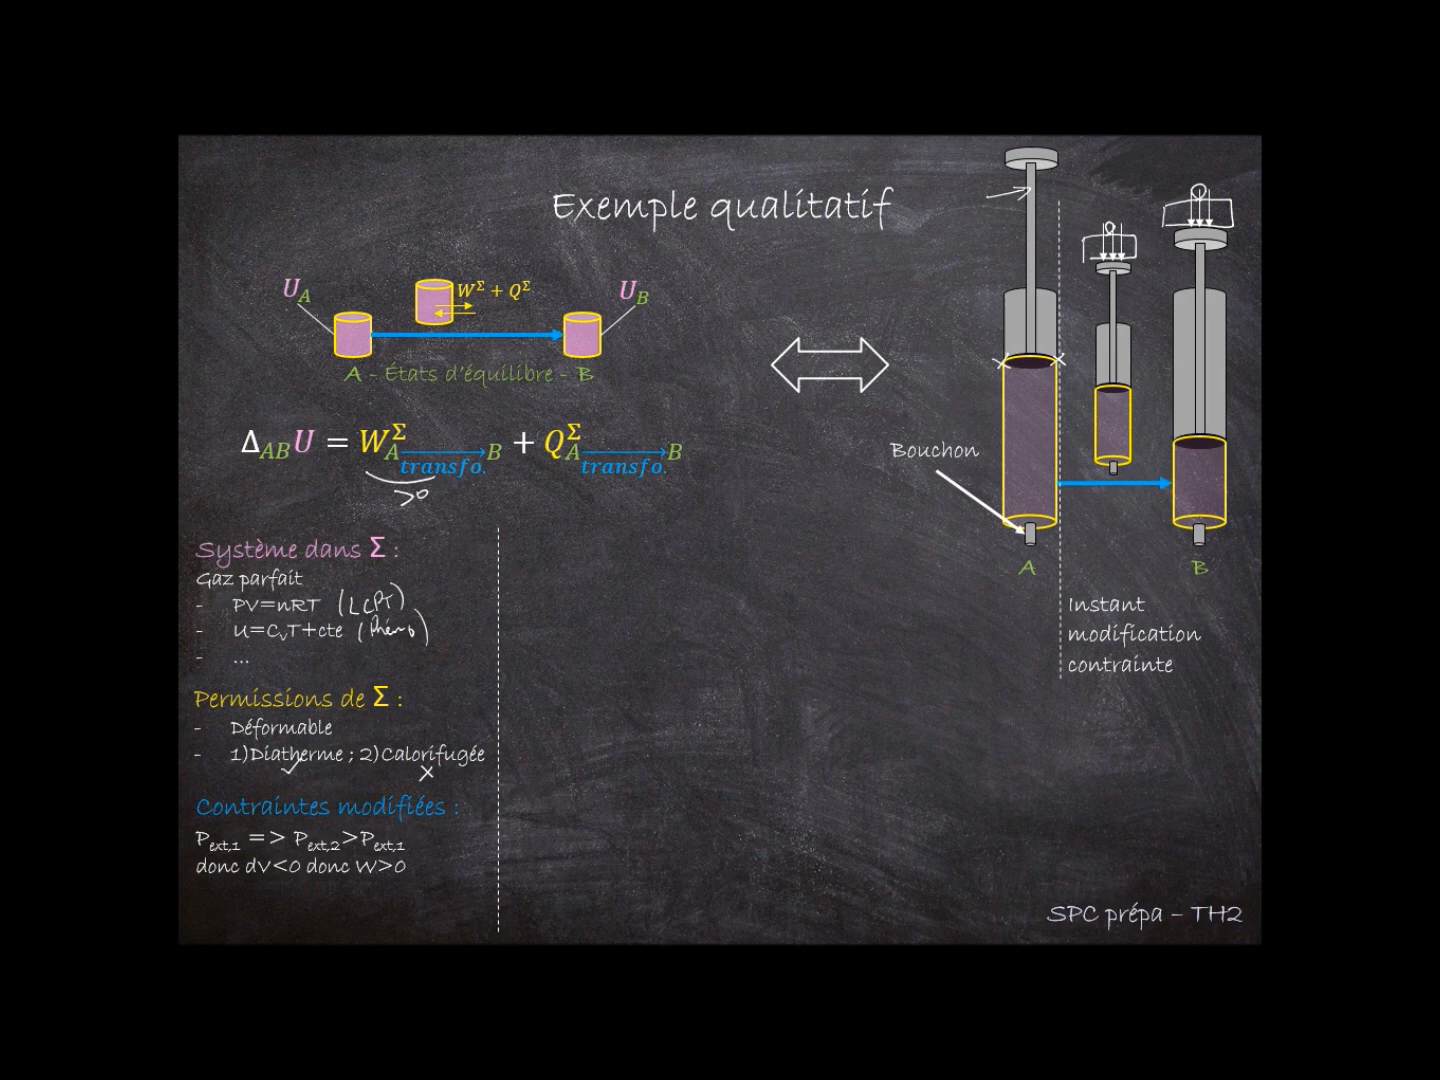 Exemple qualitatif
U_A
W^Σ + Q^Σ
U_B
A - États d'équilibre - B
Δ_AB U = W^Σ_A transfo. B + Q^Σ_A transfo. B
>0
Bouchon
A
B
Instant
modification
contrainte
Système dans Σ :
Gaz parfait
- PV=nRT (LCPT)
- U=C_vT+cte (Phéno)
- ...
Permissions de Σ :
- Déformable
- 1)Diatherme ; 2)Calorifugée
Contraintes modifiées :
P_ext,1 => P_ext,2>P_ext,1
donc dV<0 donc W>0
SPC prépa – TH2